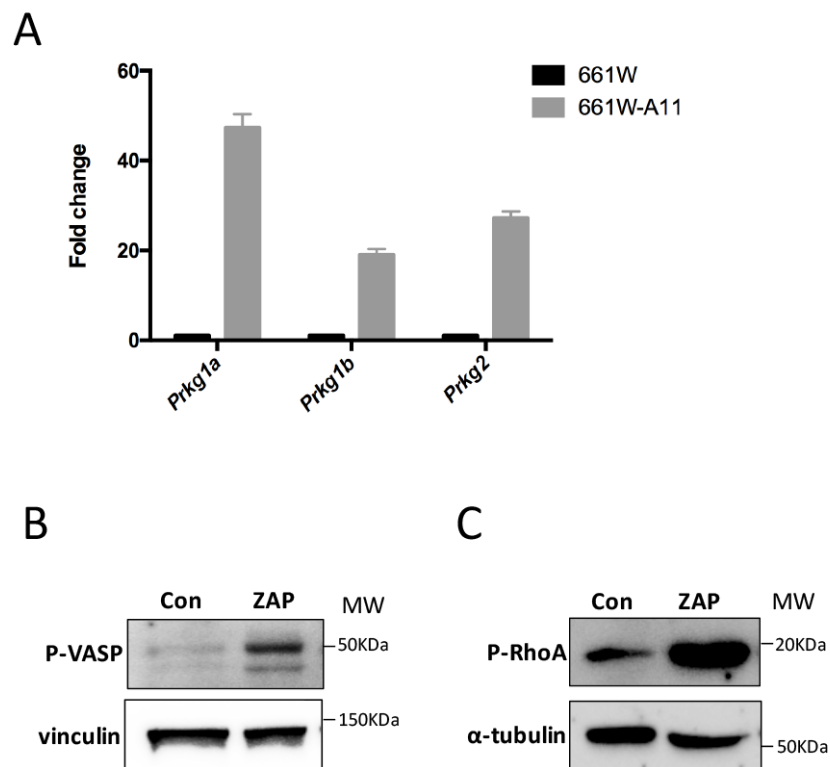 A
60
40
20
0
Fold change
661W
661W-A11
Prkg1a
Prkg1b
Prkg2
B
Con ZAP MW
P-VASP
50KDa
vinculin
150KDa
C
Con ZAP MW
P-RhoA
20KDa
α-tubulin
50KDa